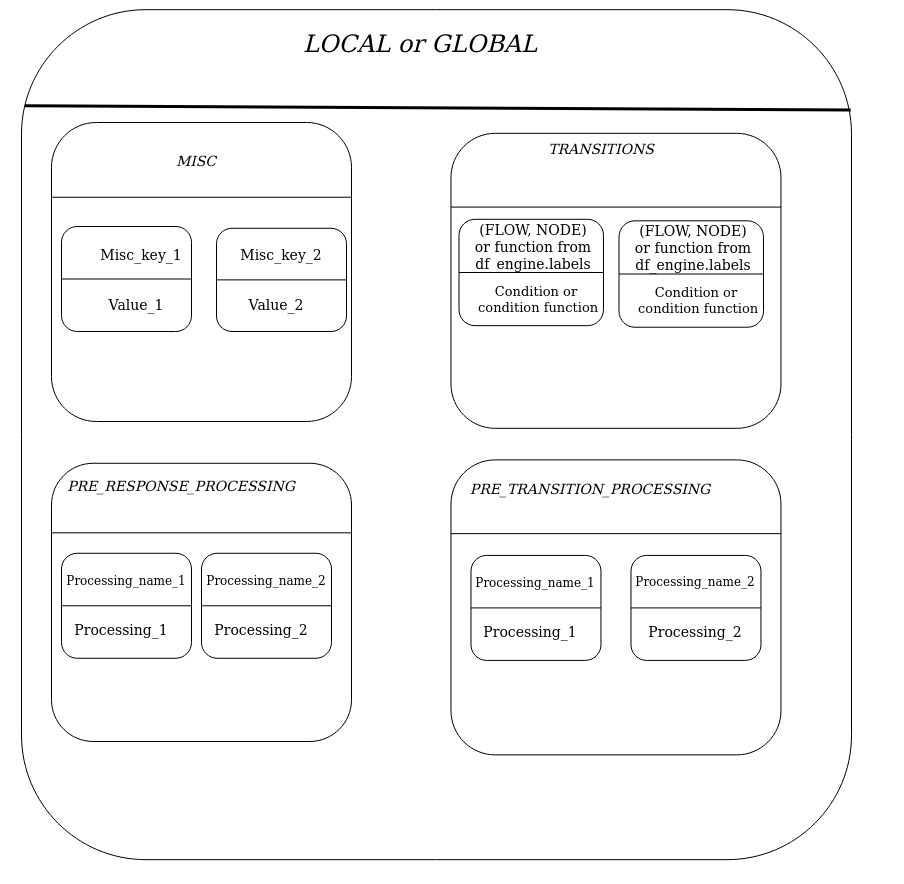 LOCAL or GLOBAL
MISC
Misc_key_1
Value_1
Misc_key_2
Value_2
TRANSITIONS
(FLOW, NODE)
or function from
df_engine.labels
Condition or
condition function
(FLOW, NODE)
or function from
df_engine.labels
Condition or
condition function
PRE_RESPONSE_PROCESSING
Processing_name_1
Processing_1
Processing_name_2
Processing_2
PRE_TRANSITION_PROCESSING
Processing_name_1
Processing_1
Processing_name_2
Processing_2